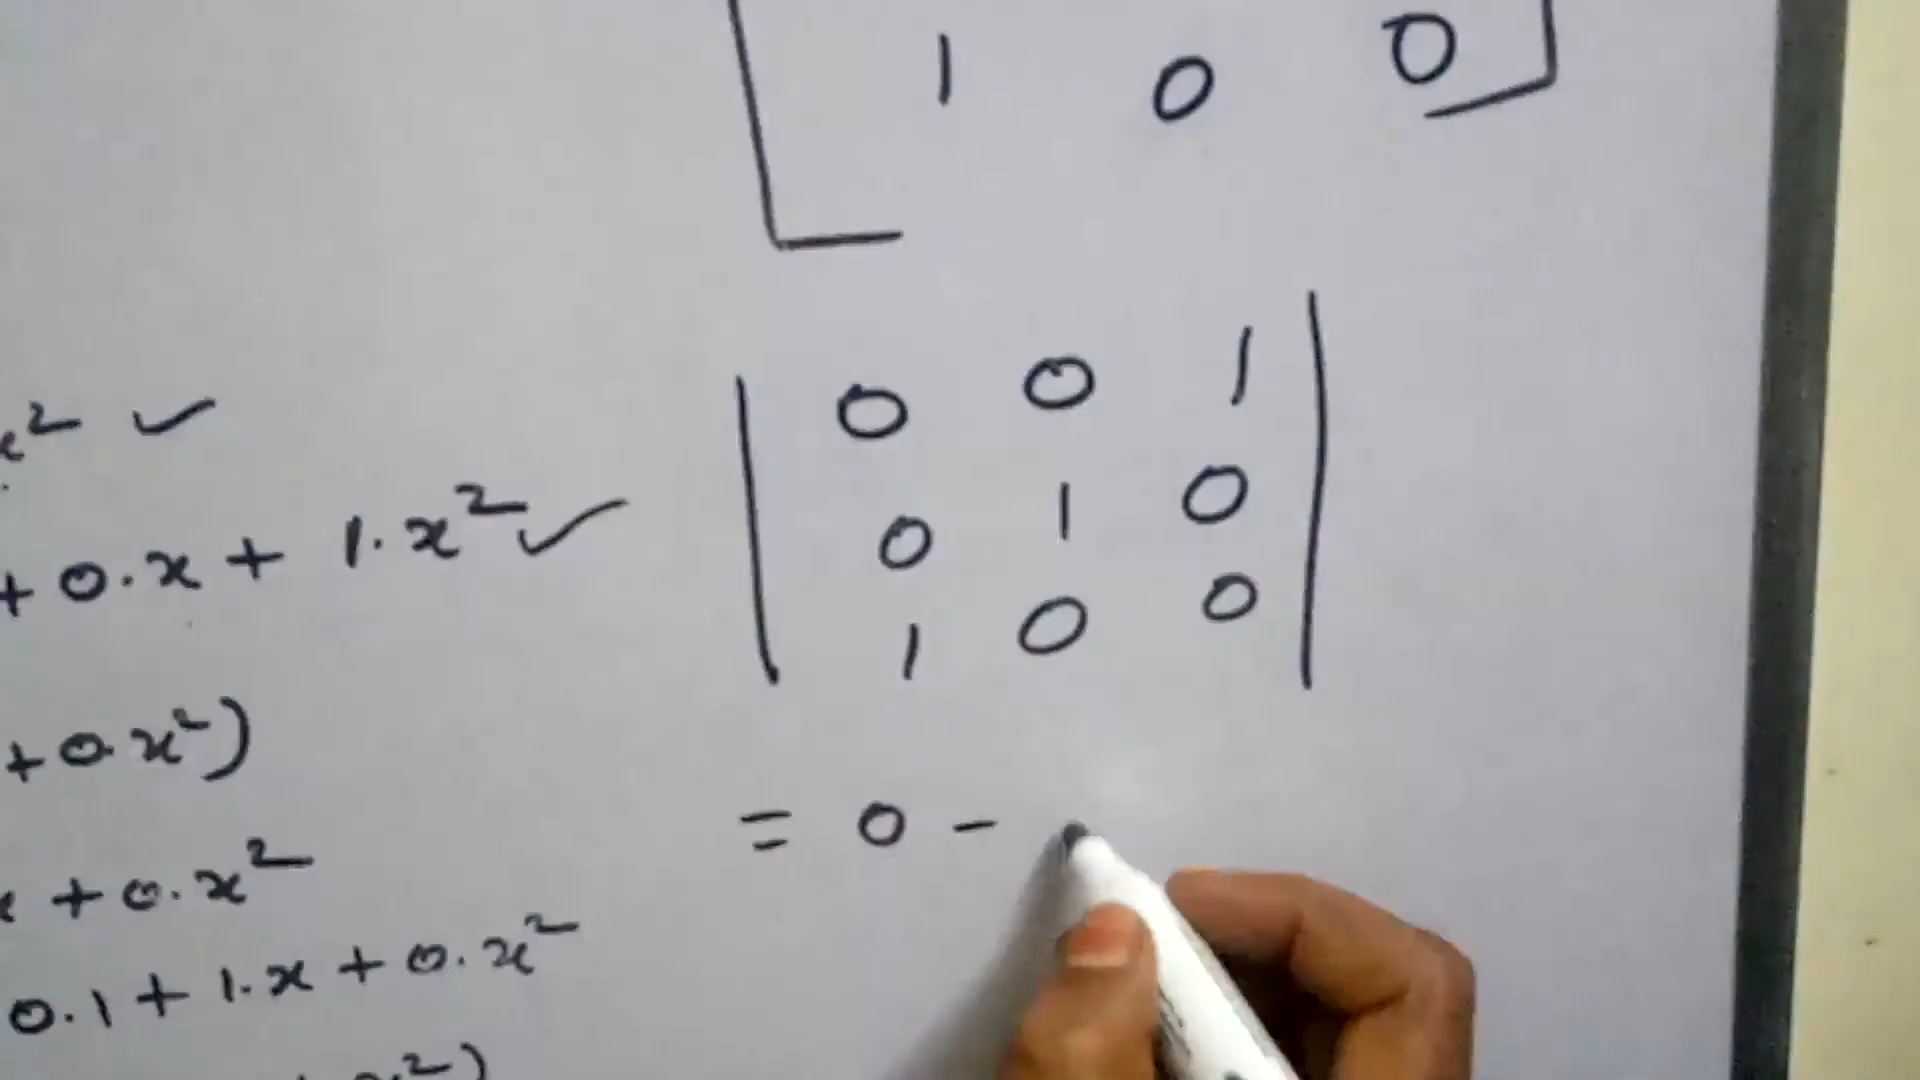 1 0 0
x² ✓
+ 0.x + 1.x² ✓
+ 0.x²)
x + 0.x²
0.1 + 1.x + 0.x²
x²)
| 0 0 1 |
| 0 1 0 |
| 1 0 0 |
= 0 -